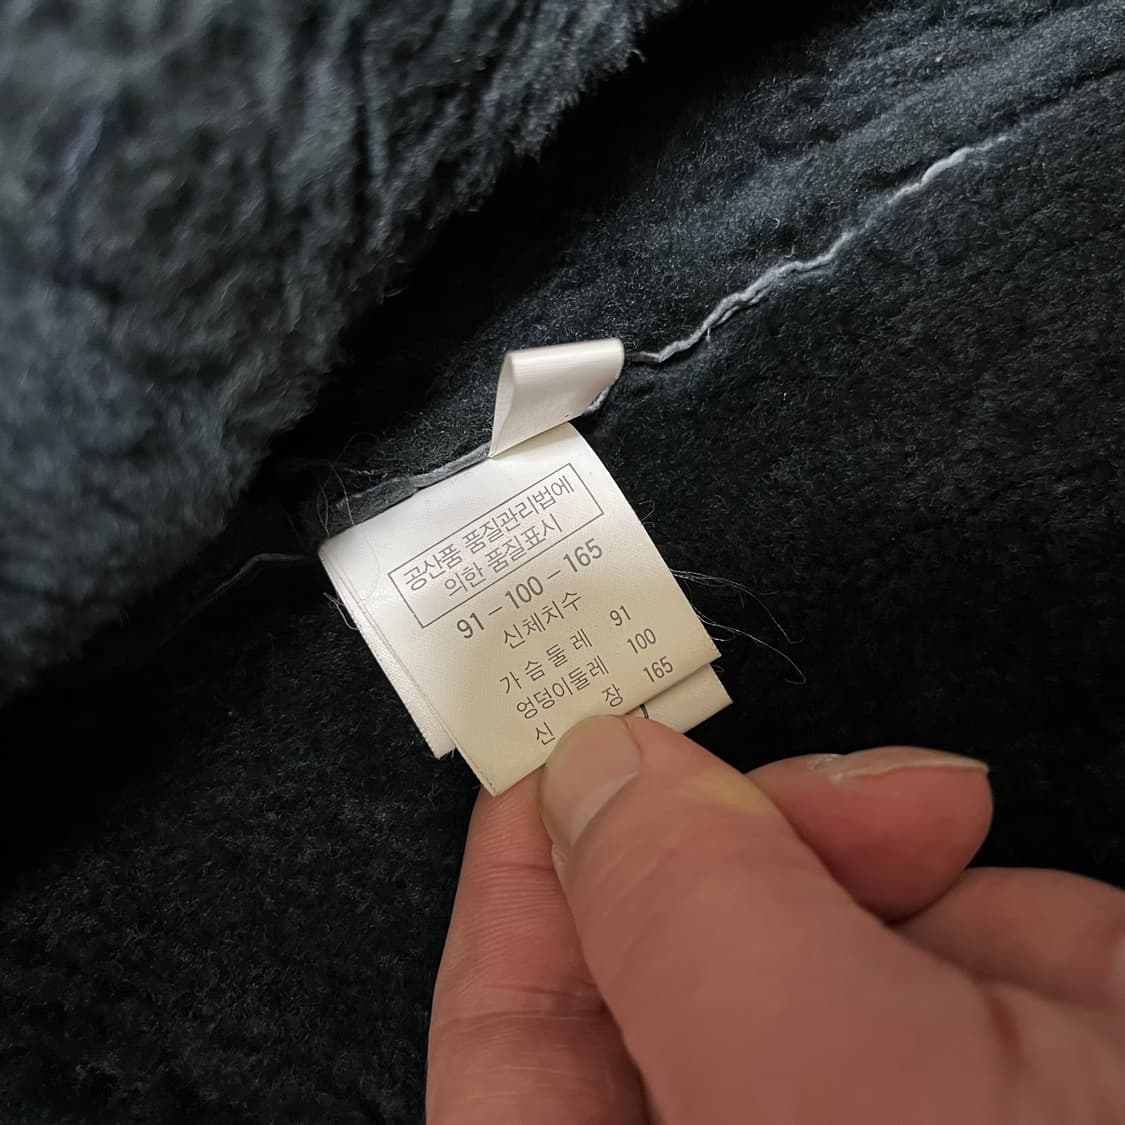 공산품 품질관리법에
의한 품질표시
91 – 100 – 165
신체치수
가슴둘레 91
엉덩이둘레 100
신 장 165